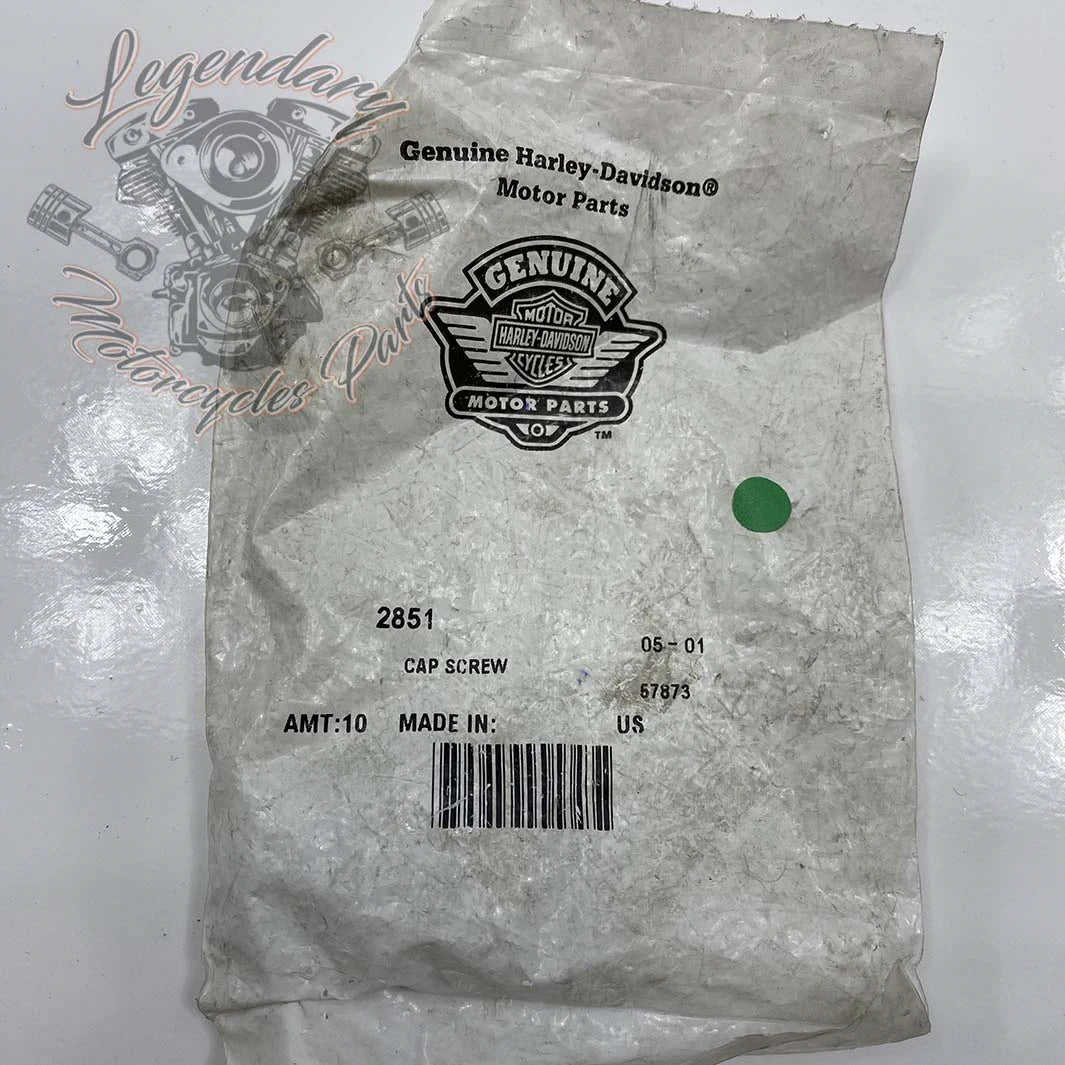 Legendary
Motorcycles Parts
Genuine Harley-Davidson®
Motor Parts
GENUINE
MOTOR
HARLEY-DAVIDSON
CYCLES
MOTOR PARTS
TM
2851
05-01
CAP SCREW
57873
AMT:10 MADE IN: US